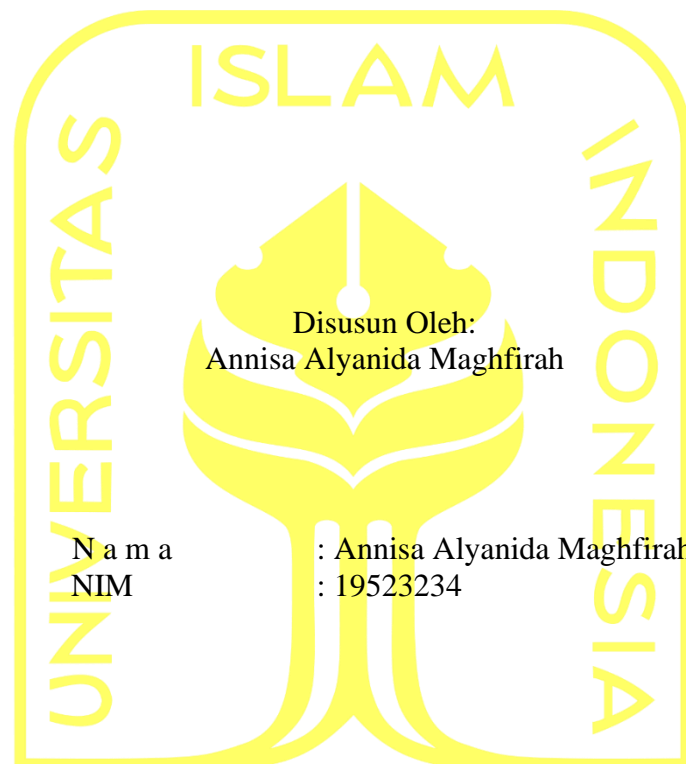 ISLAM
UNIVERSITAS
INDONESIA
Disusun Oleh:
Annisa Alyanida Maghfirah
N a m a : Annisa Alyanida Maghfirah
NIM : 19523234